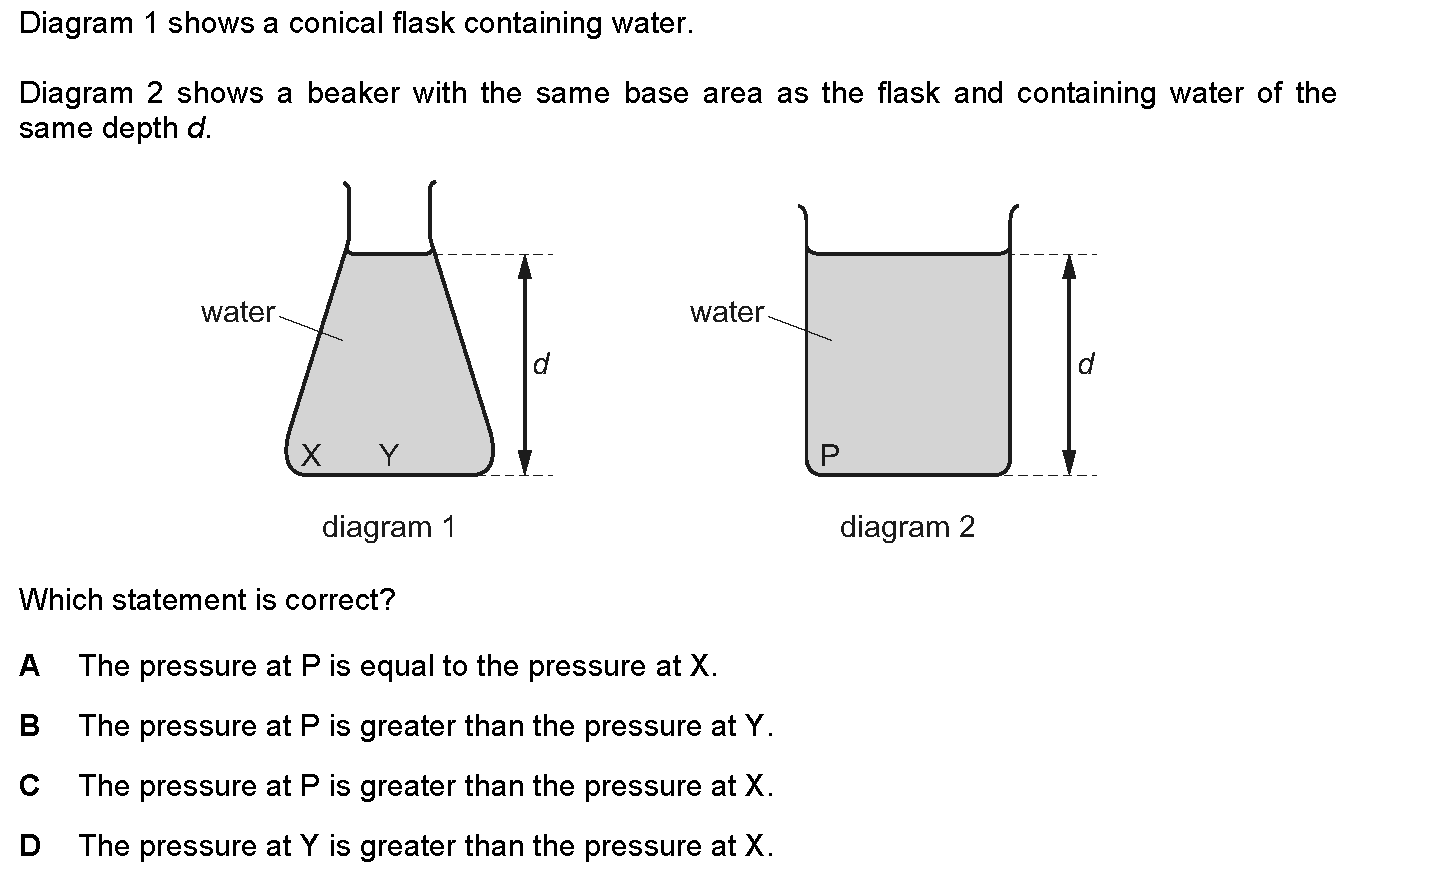 Diagram 1 shows a conical flask containing water.
Diagram 2 shows a beaker with the same base area as the flask and containing water of the
same depth d.
water
d
X Y
diagram 1
water
d
P
diagram 2
Which statement is correct?
A The pressure at P is equal to the pressure at X.
B The pressure at P is greater than the pressure at Y.
C The pressure at P is greater than the pressure at X.
D The pressure at Y is greater than the pressure at X.